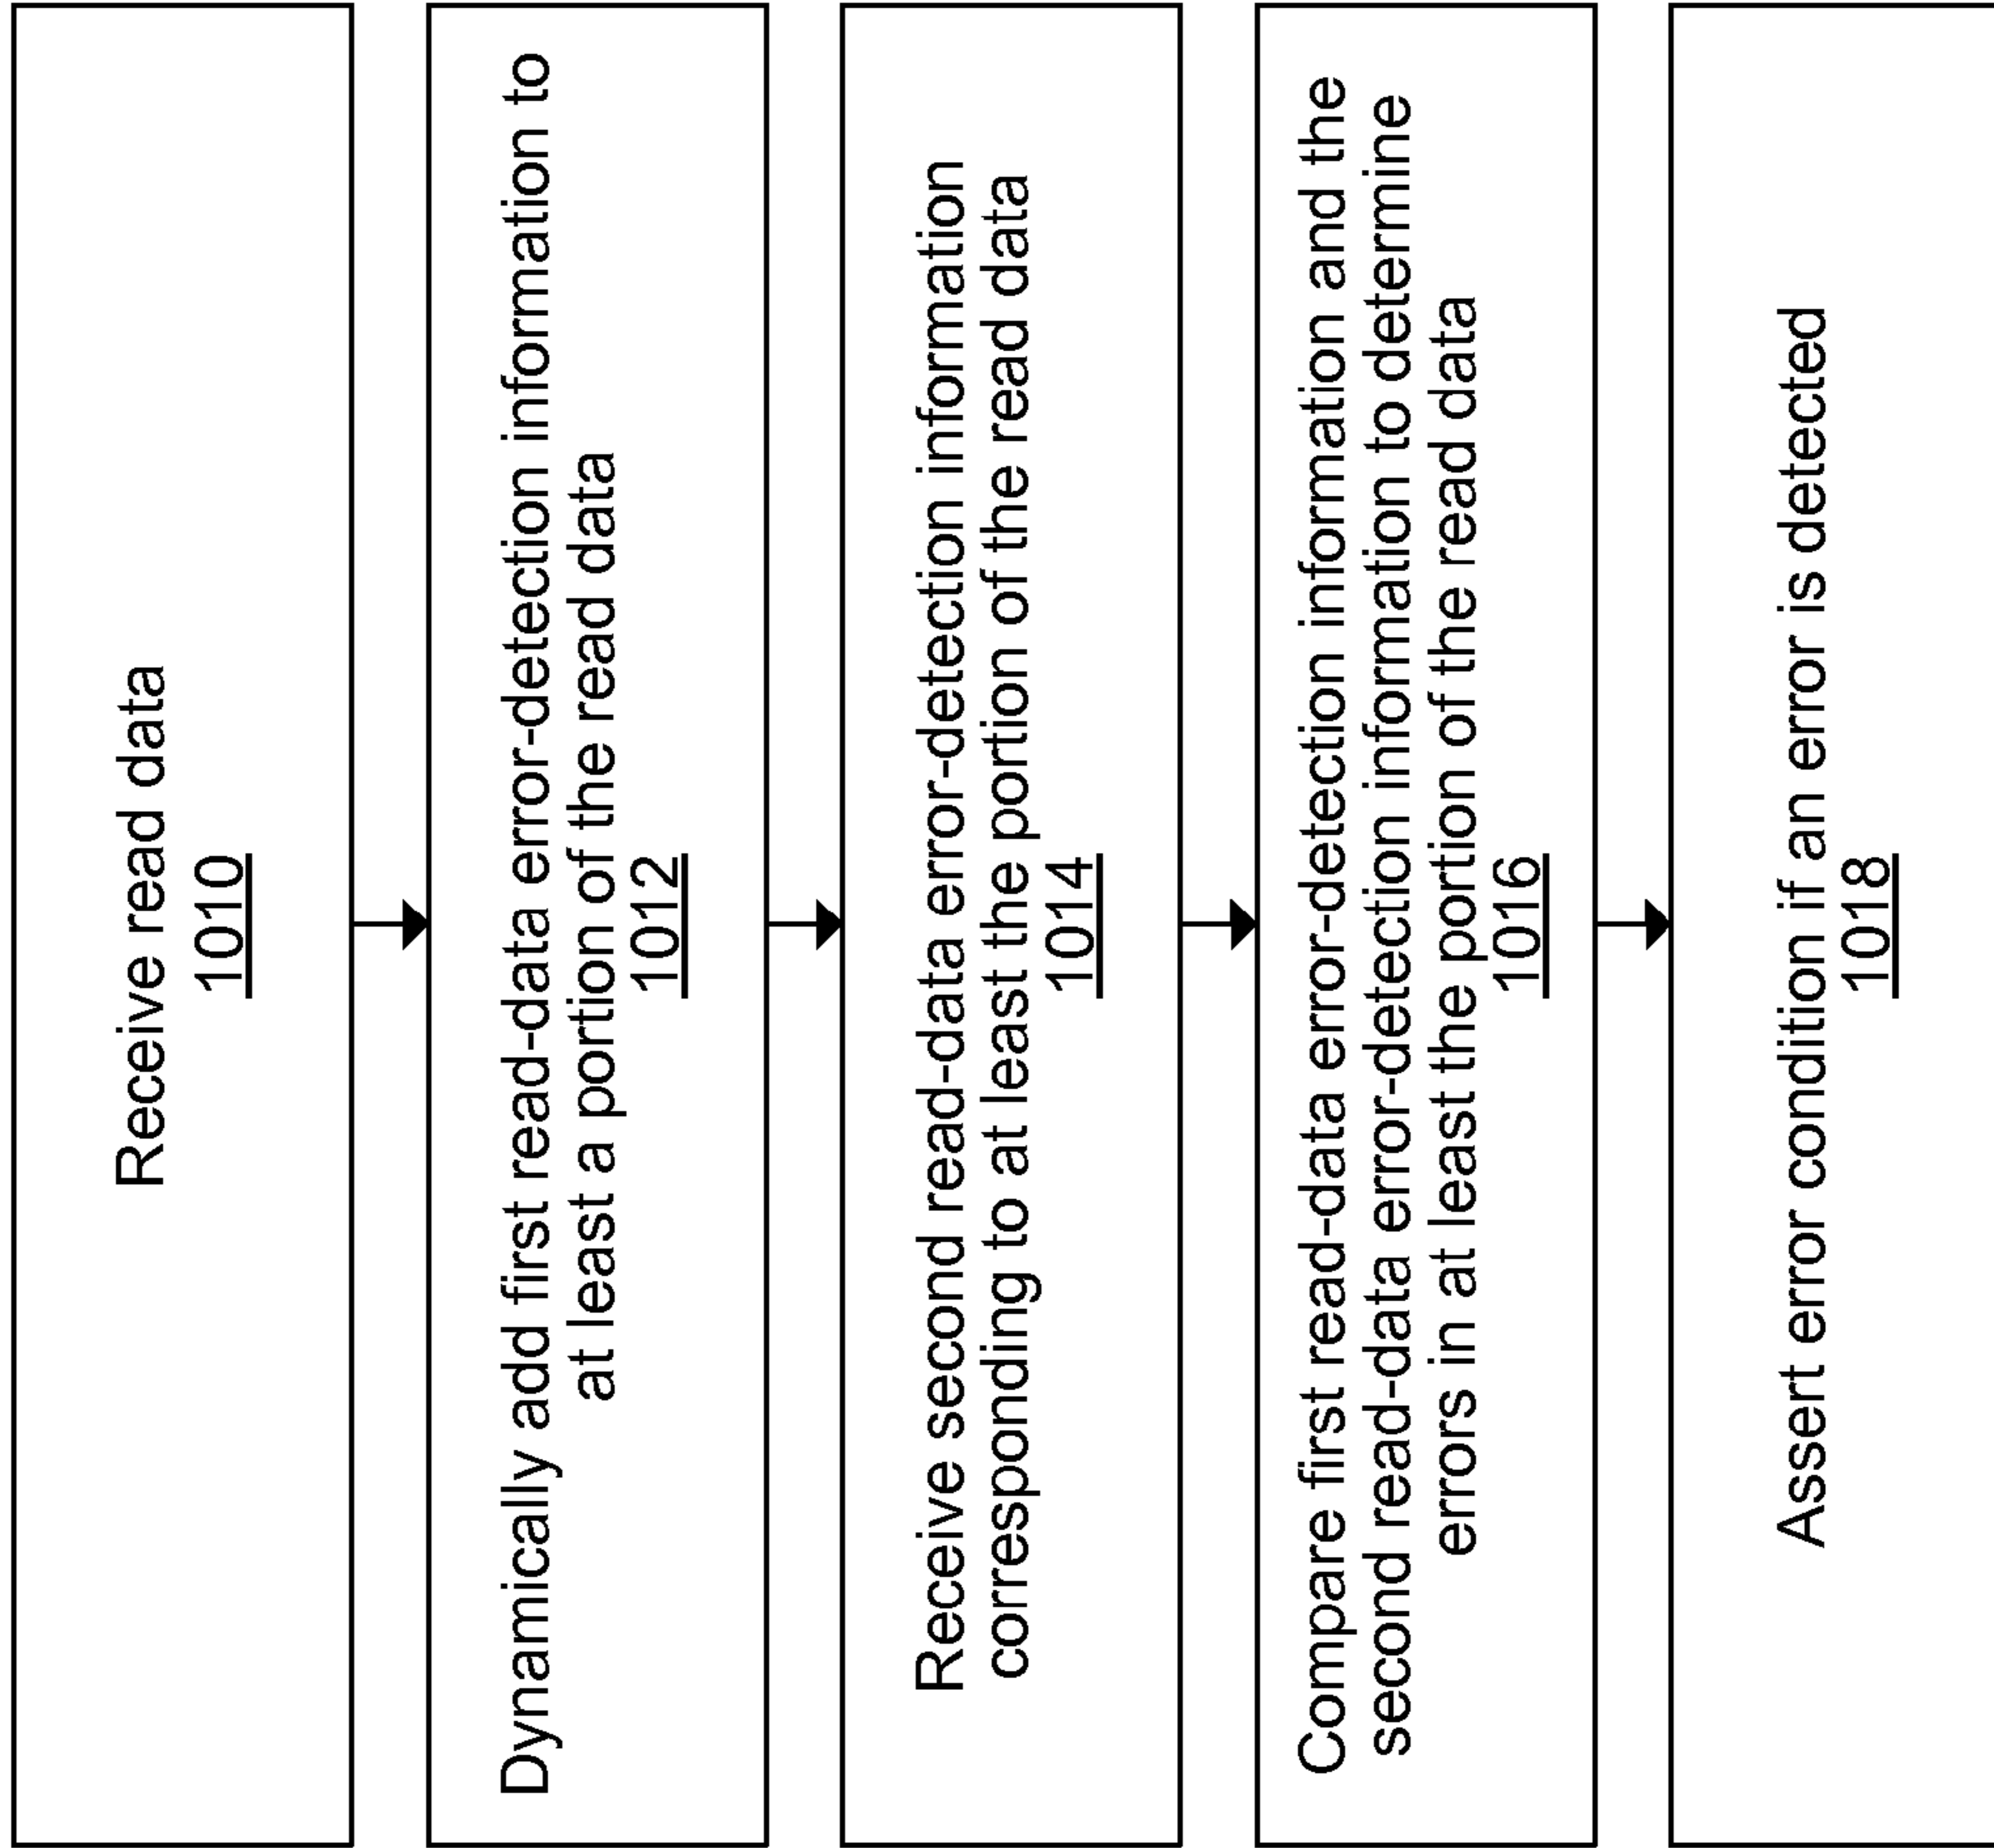 Receive read data
1010
Dynamically add first read-data error-detection information to
at least a portion of the read data
1012
Receive second read-data error-detection information
corresponding to at least the portion of the read data
1014
Compare first read-data error-detection information and the
second read-data error-detection information to determine
errors in at least the portion of the read data
1016
Assert error condition if an error is detected
1018